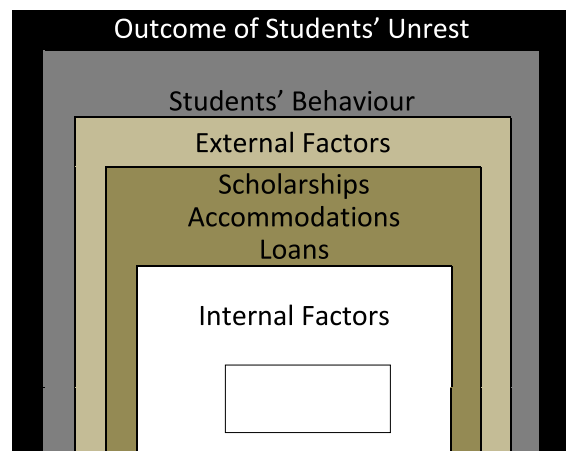 Outcome of Students’ Unrest
Students’ Behaviour
External Factors
Scholarships
Accommodations
Loans
Internal Factors